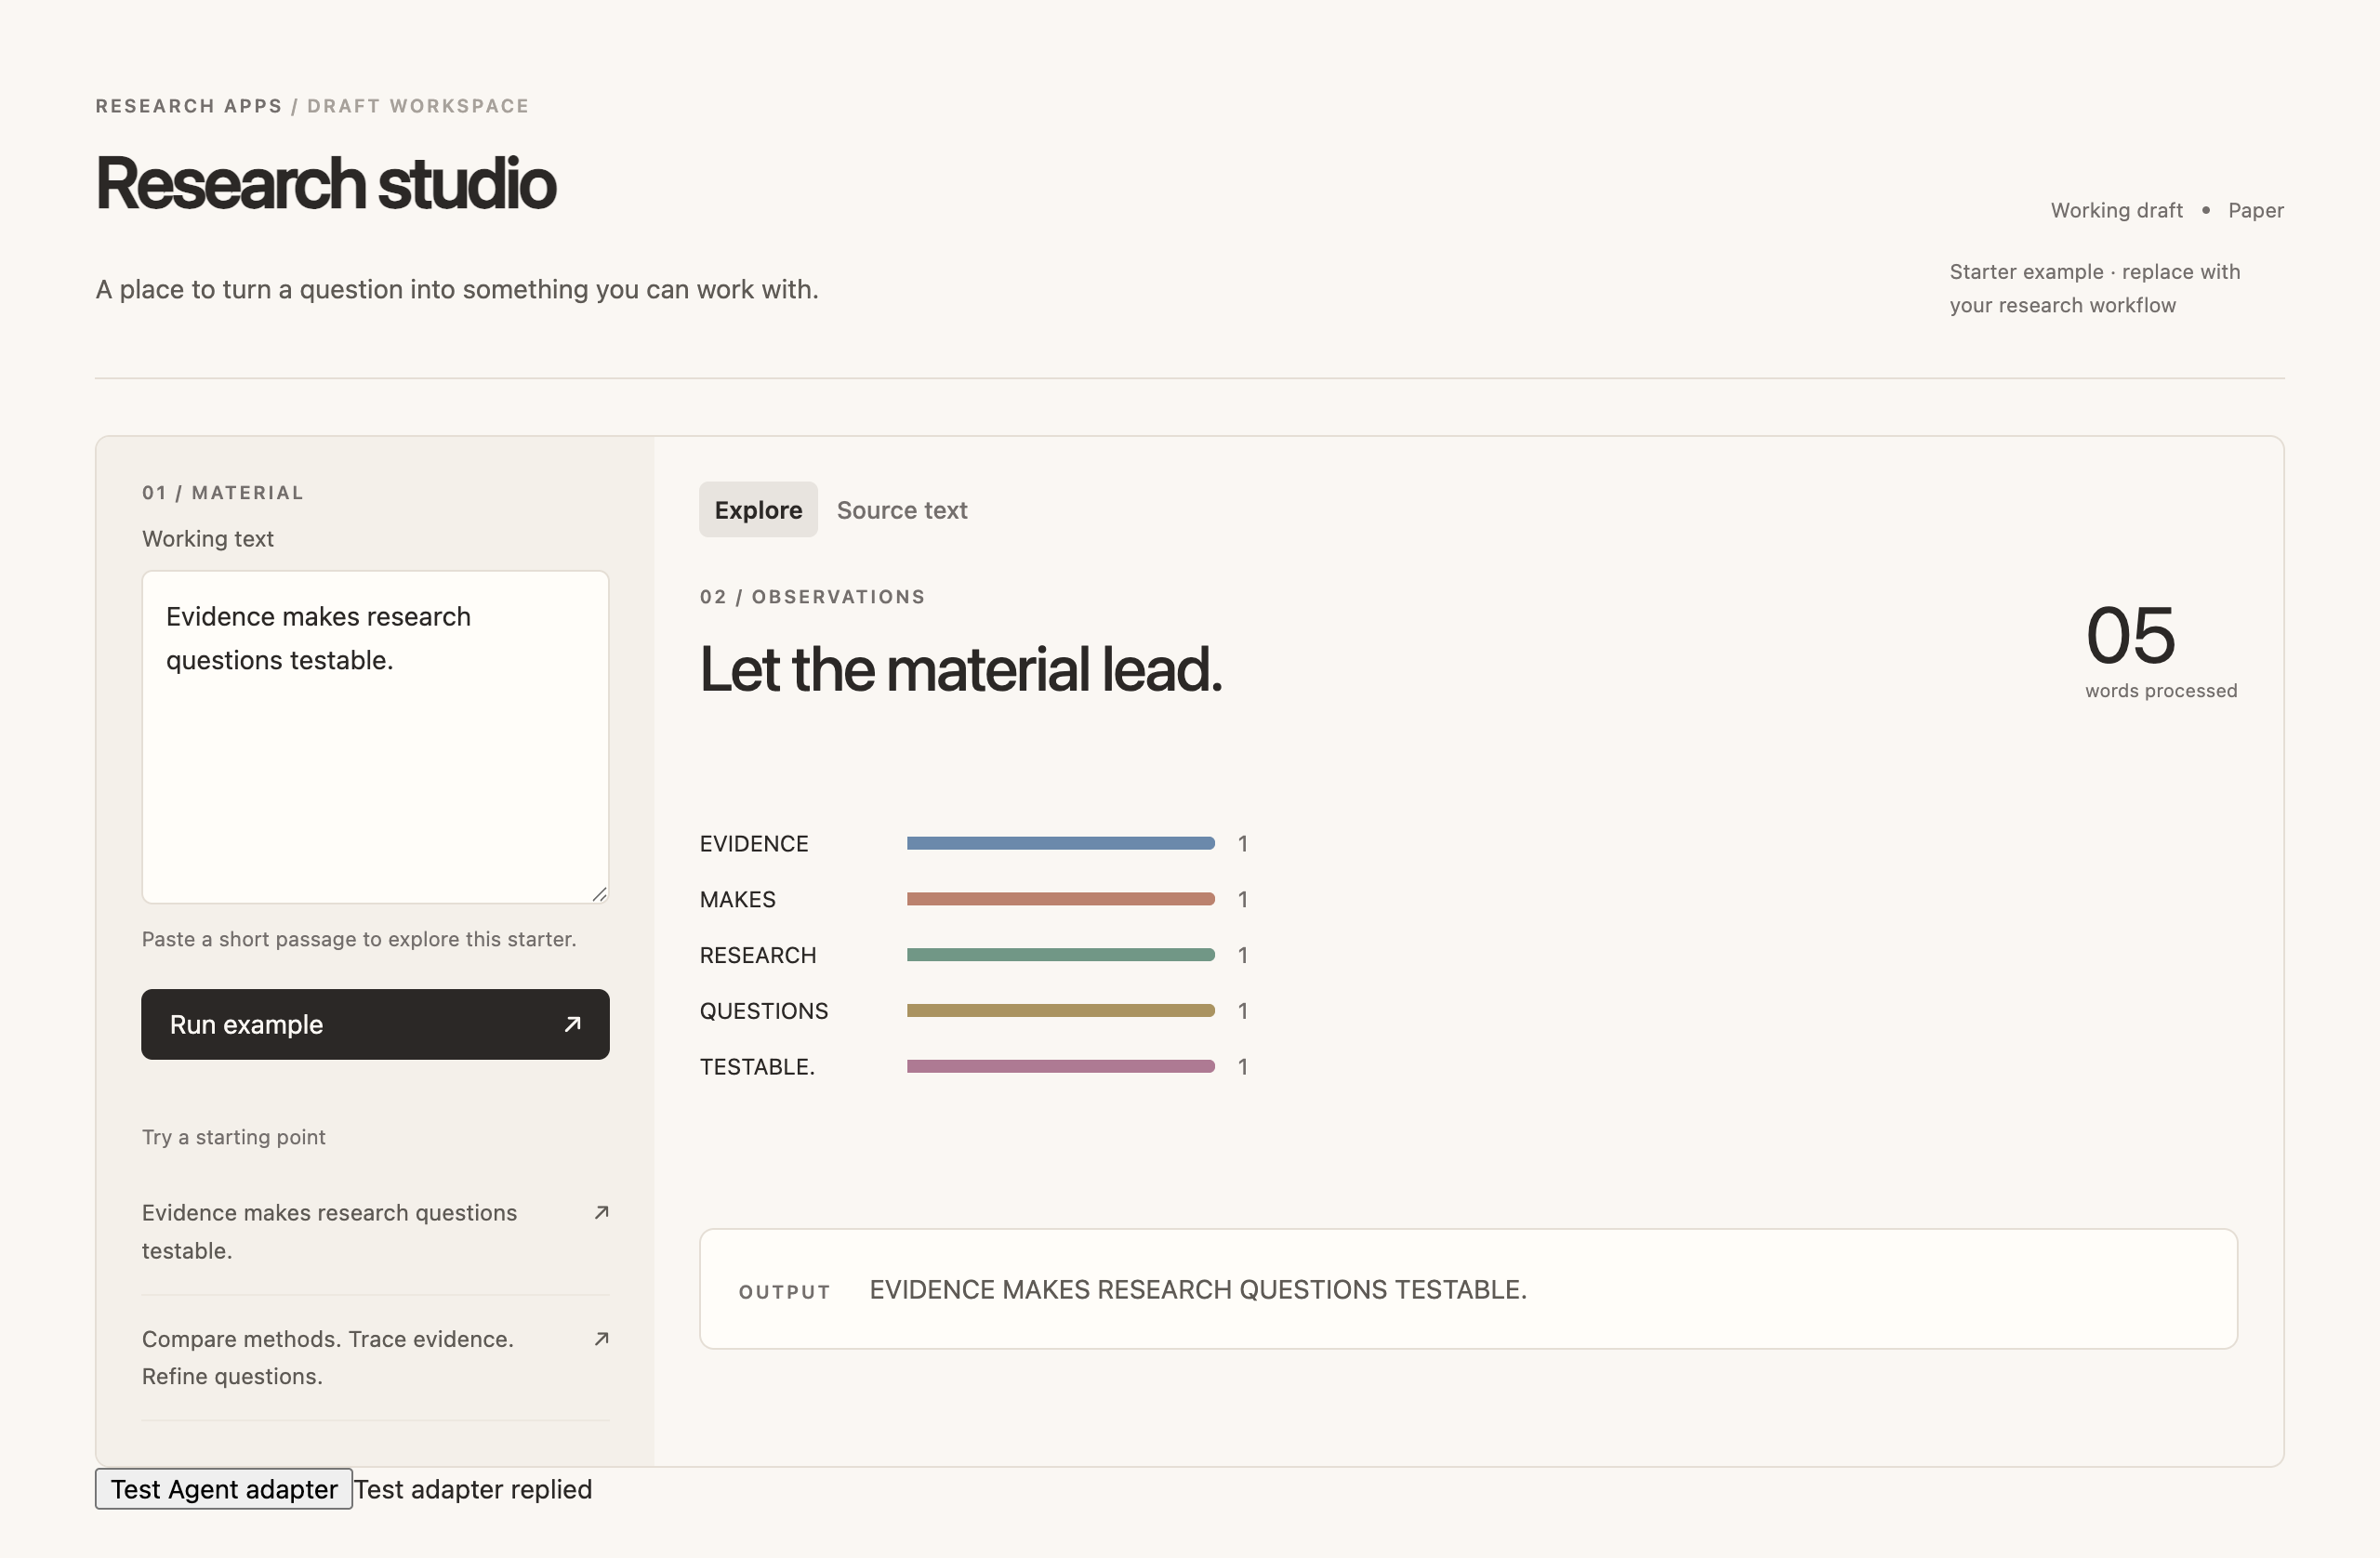 RESEARCH APPS / DRAFT WORKSPACE
Research studio
A place to turn a question into something you can work with.
Working draft • Paper
Starter example · replace with
your research workflow
01 / MATERIAL
Working text
Evidence makes research
questions testable.
Paste a short passage to explore this starter.
Run example ↗
Try a starting point
Evidence makes research questions ↗
testable.
Compare methods. Trace evidence. ↗
Refine questions.
Explore Source text
02 / OBSERVATIONS
Let the material lead.
05
words processed
EVIDENCE 1
MAKES 1
RESEARCH 1
QUESTIONS 1
TESTABLE. 1
OUTPUT EVIDENCE MAKES RESEARCH QUESTIONS TESTABLE.
Test Agent adapter Test adapter replied